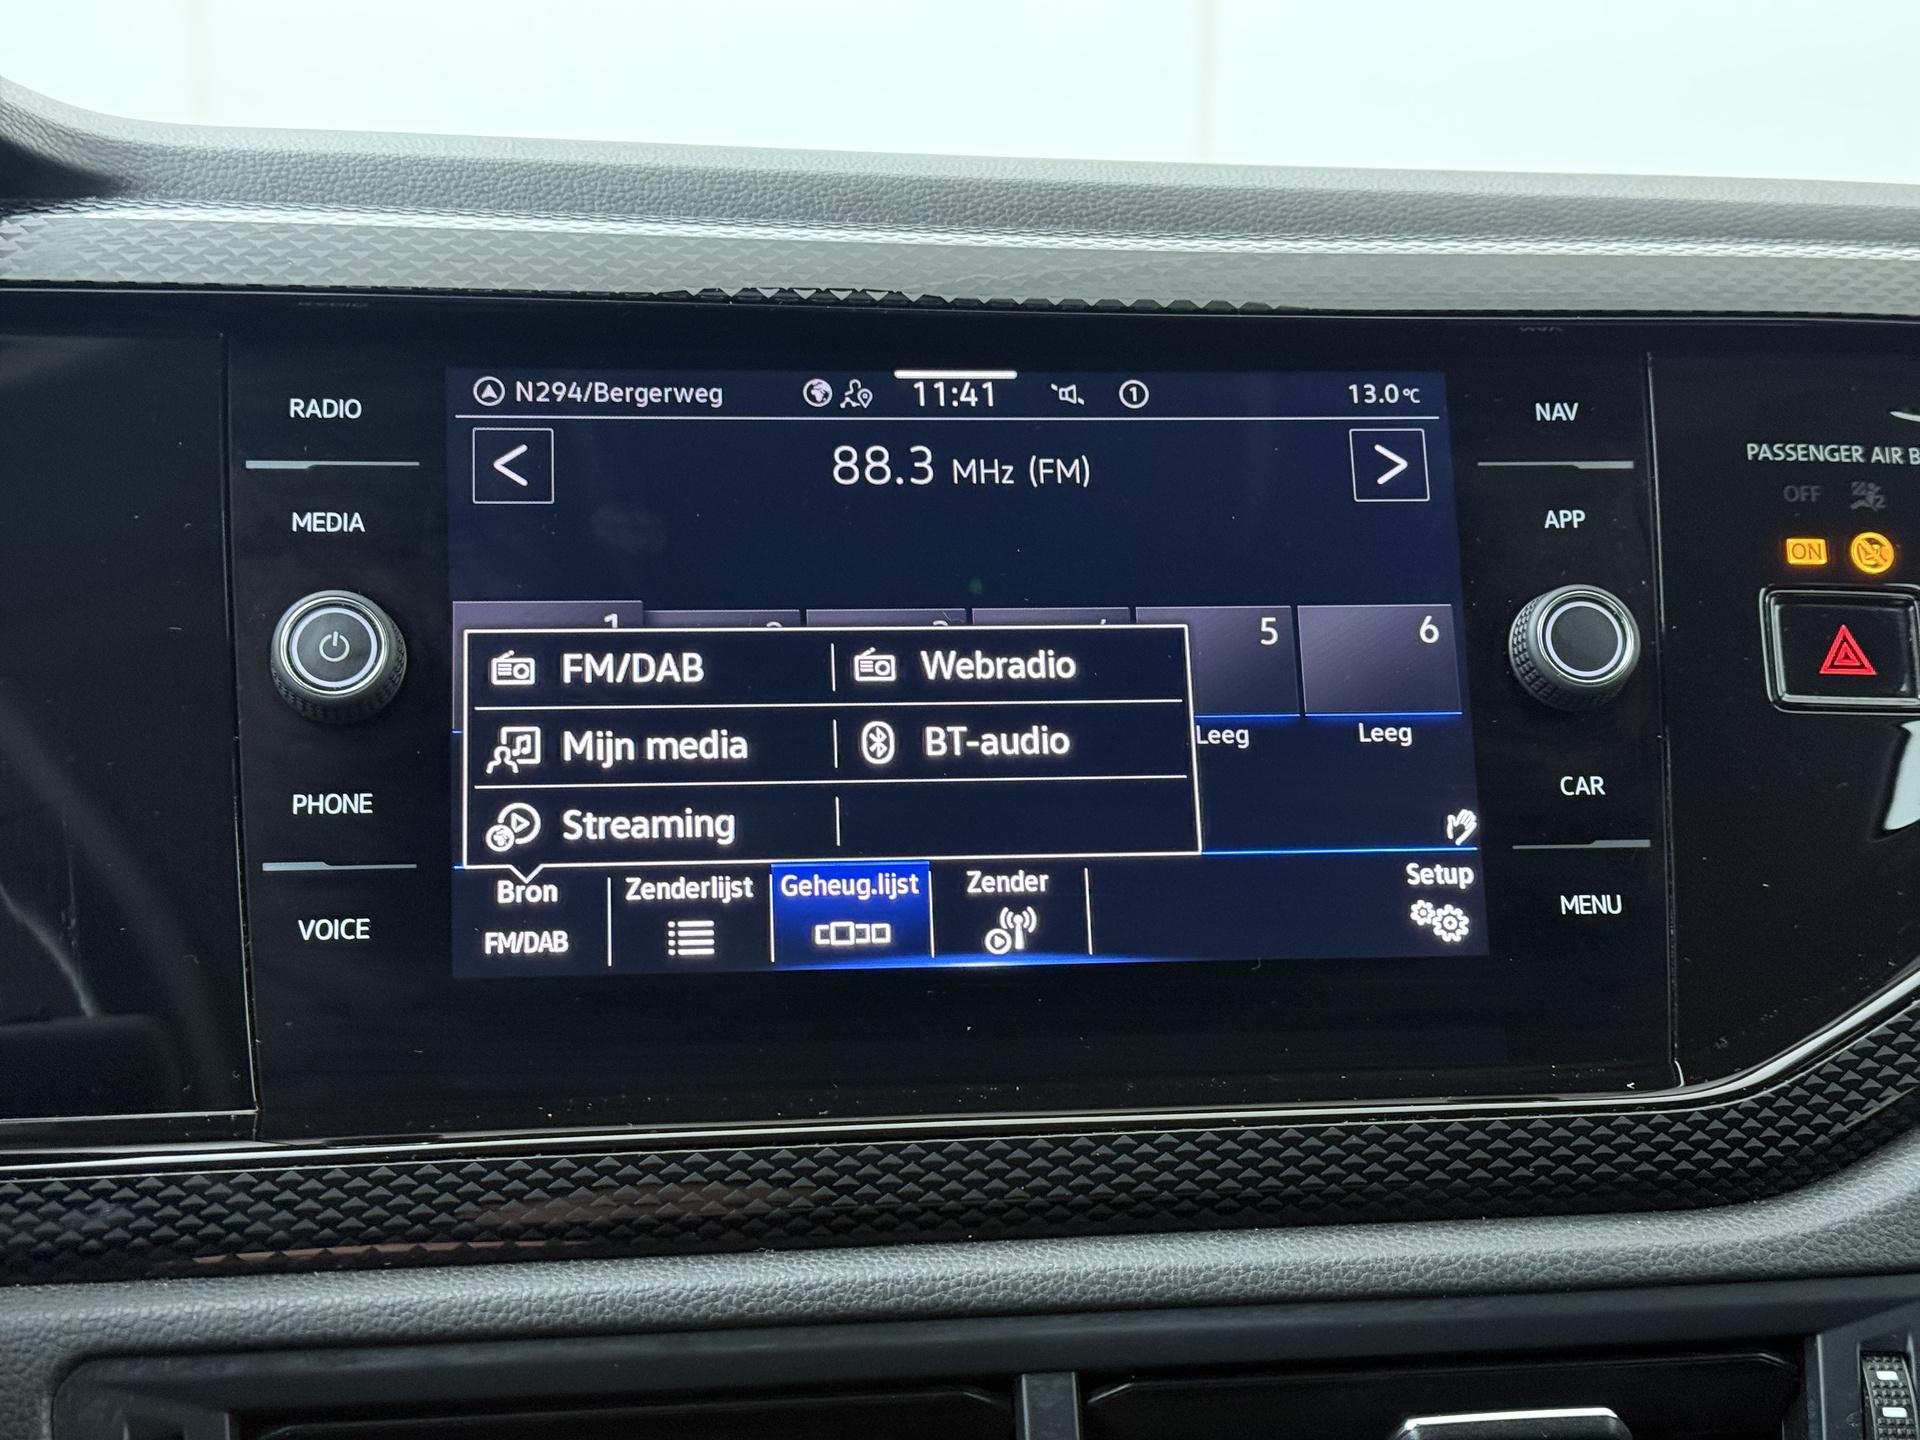 RADIO
MEDIA
PHONE
VOICE
N294/Bergerweg
11:41
1
13.0°C
<
88.3 MHz (FM)
>
1
5
6
FM/DAB
Webradio
Mijn media
BT-audio
Streaming
Leeg
Leeg
Bron
FM/DAB
Zenderlijst
Geheug.lijst
Zender
Setup
NAV
APP
CAR
MENU
PASSENGER AIR B
OFF
ON